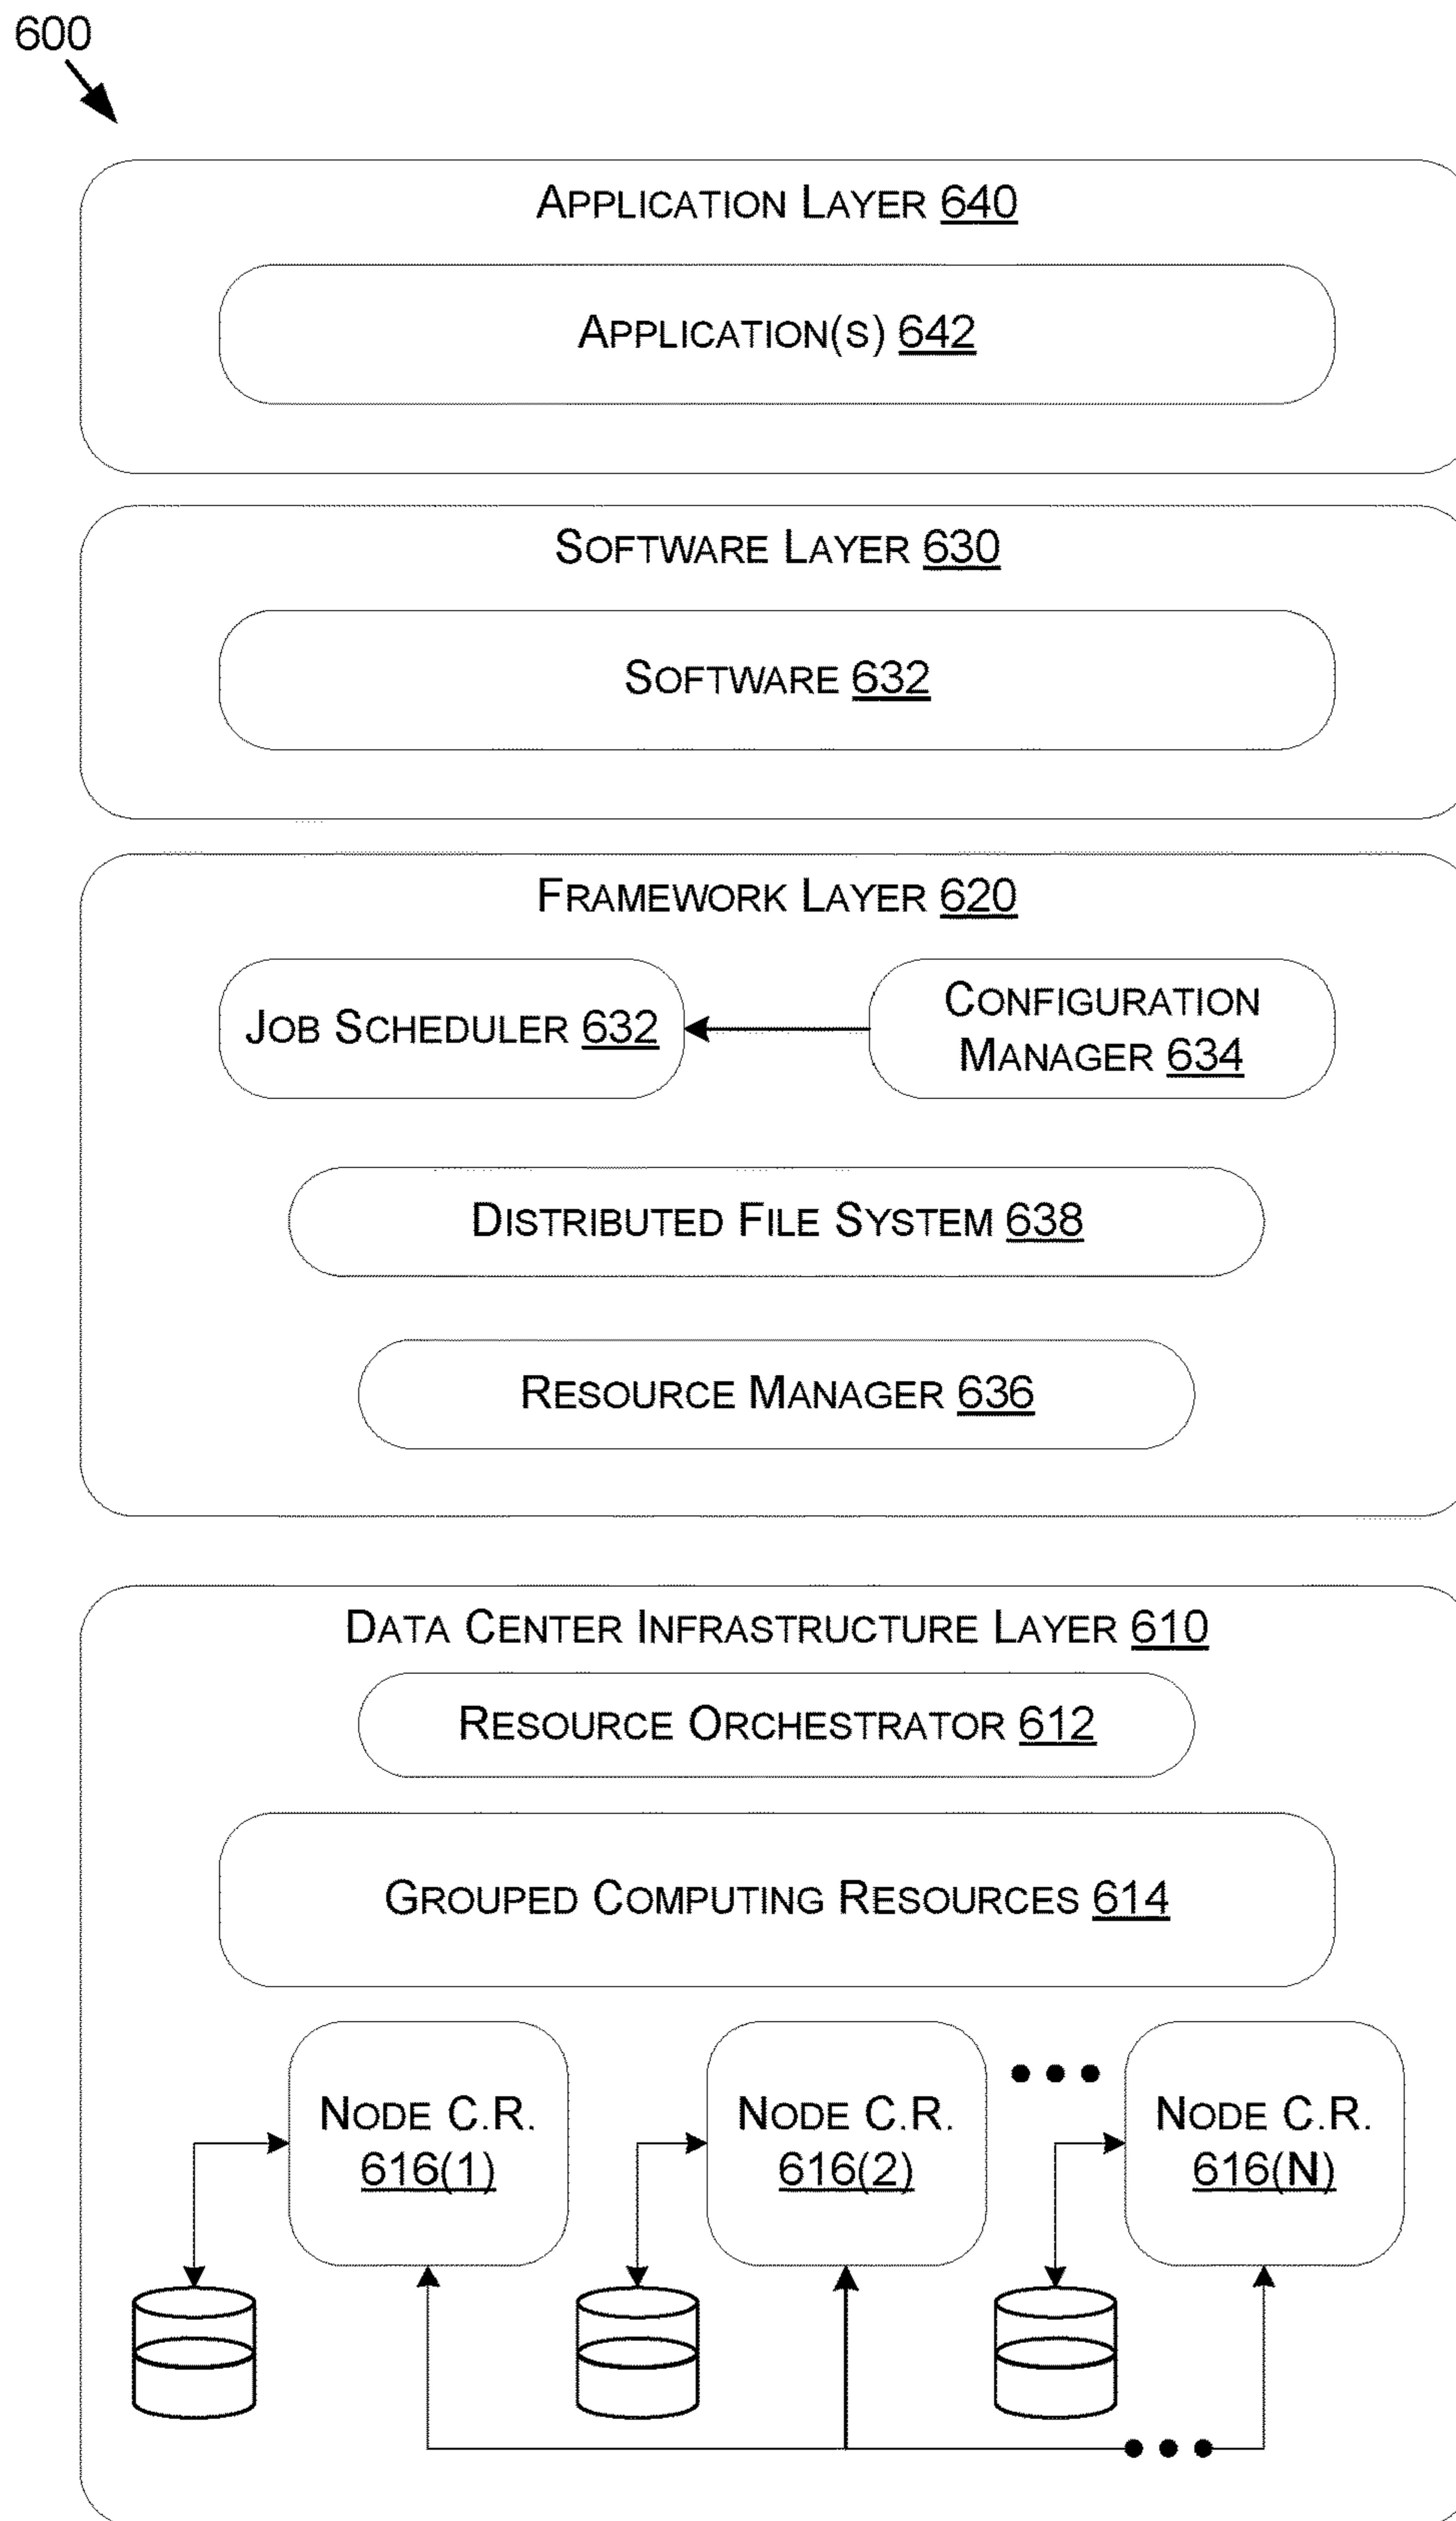 600
APPLICATION LAYER 640
APPLICATION(S) 642
SOFTWARE LAYER 630
SOFTWARE 632
FRAMEWORK LAYER 620
JOB SCHEDULER 632
CONFIGURATION
MANAGER 634
DISTRIBUTED FILE SYSTEM 638
RESOURCE MANAGER 636
DATA CENTER INFRASTRUCTURE LAYER 610
RESOURCE ORCHESTRATOR 612
GROUPED COMPUTING RESOURCES 614
NODE C.R.
616(1)
NODE C.R.
616(2)
NODE C.R.
616(N)